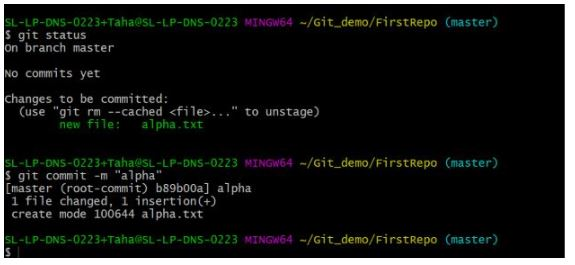 SL-LP-DNS-0223+Taha@SL-LP-DNS-0223 MINGW64 ~/Git_demo/FirstRepo (master)
$ git status
On branch master
No commits yet
Changes to be committed:
  (use "git rm --cached <file>..." to unstage)
        new file:   alpha.txt
SL-LP-DNS-0223+Taha@SL-LP-DNS-0223 MINGW64 ~/Git_demo/FirstRepo (master)
$ git commit -m "alpha"
[master (root-commit) b89b00a] alpha
 1 file changed, 1 insertion(+)
 create mode 100644 alpha.txt
SL-LP-DNS-0223+Taha@SL-LP-DNS-0223 MINGW64 ~/Git_demo/FirstRepo (master)
$